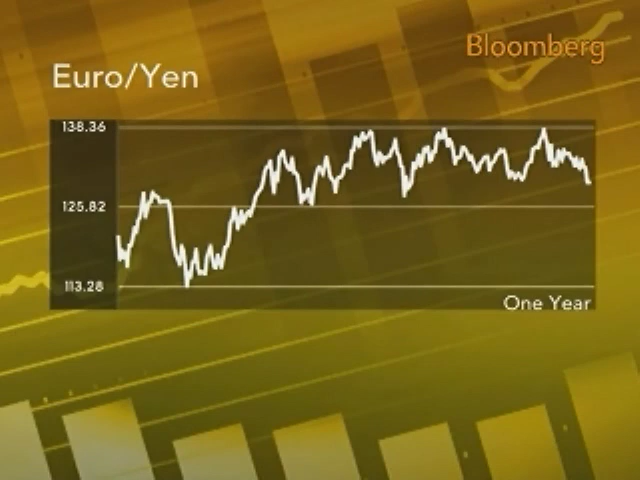 Bloomberg
Euro/Yen
138.36
125.82
113.28
One Year